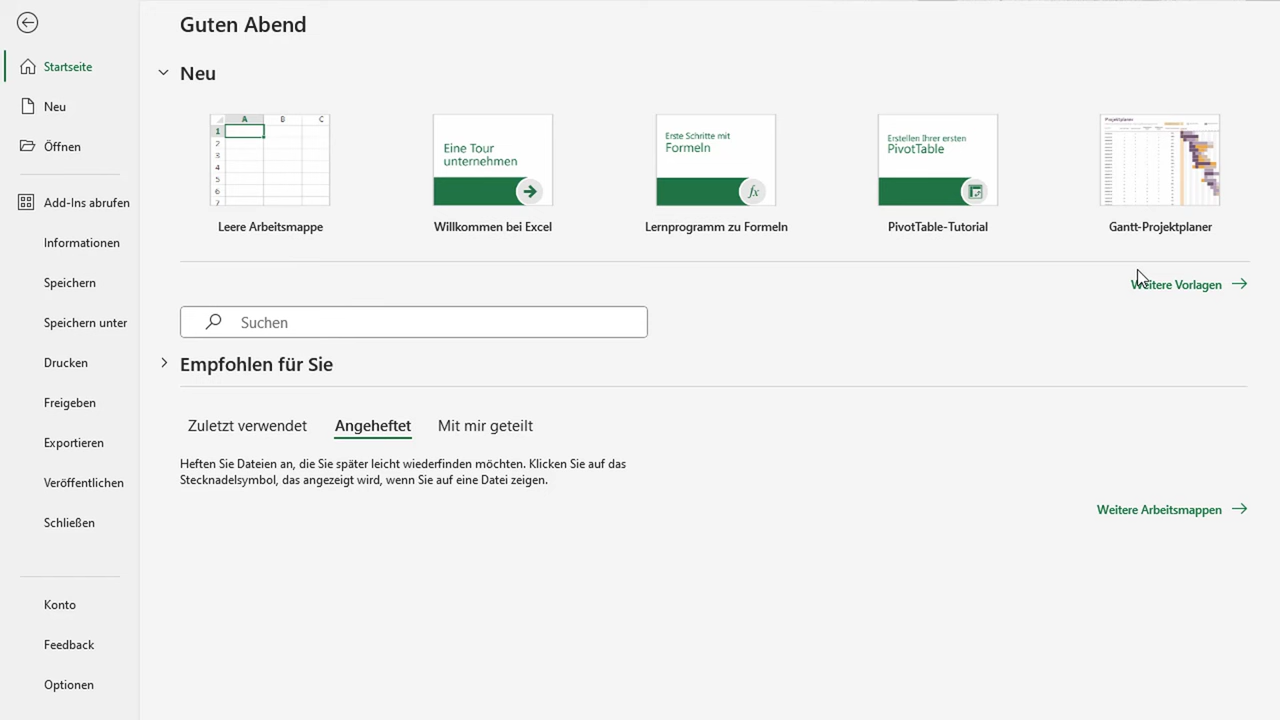 Guten Abend
Startseite
Neu
Öffnen
Add-Ins abrufen
Informationen
Speichern
Speichern unter
Drucken
Freigeben
Exportieren
Veröffentlichen
Schließen
Konto
Feedback
Optionen
Neu
A B C
1
2
3
4
5
6
7
Leere Arbeitsmappe
Eine Tour
unternehmen
Willkommen bei Excel
Erste Schritte mit
Formeln
fx
Lernprogramm zu Formeln
Erstellen Ihrer ersten
PivotTable
PivotTable-Tutorial
Projektplaner
Gantt-Projektplaner
Weitere Vorlagen
Suchen
Empfohlen für Sie
Zuletzt verwendet Angeheftet Mit mir geteilt
Heften Sie Dateien an, die Sie später leicht wiederfinden möchten. Klicken Sie auf das
Stecknadelsymbol, das angezeigt wird, wenn Sie auf eine Datei zeigen.
Weitere Arbeitsmappen